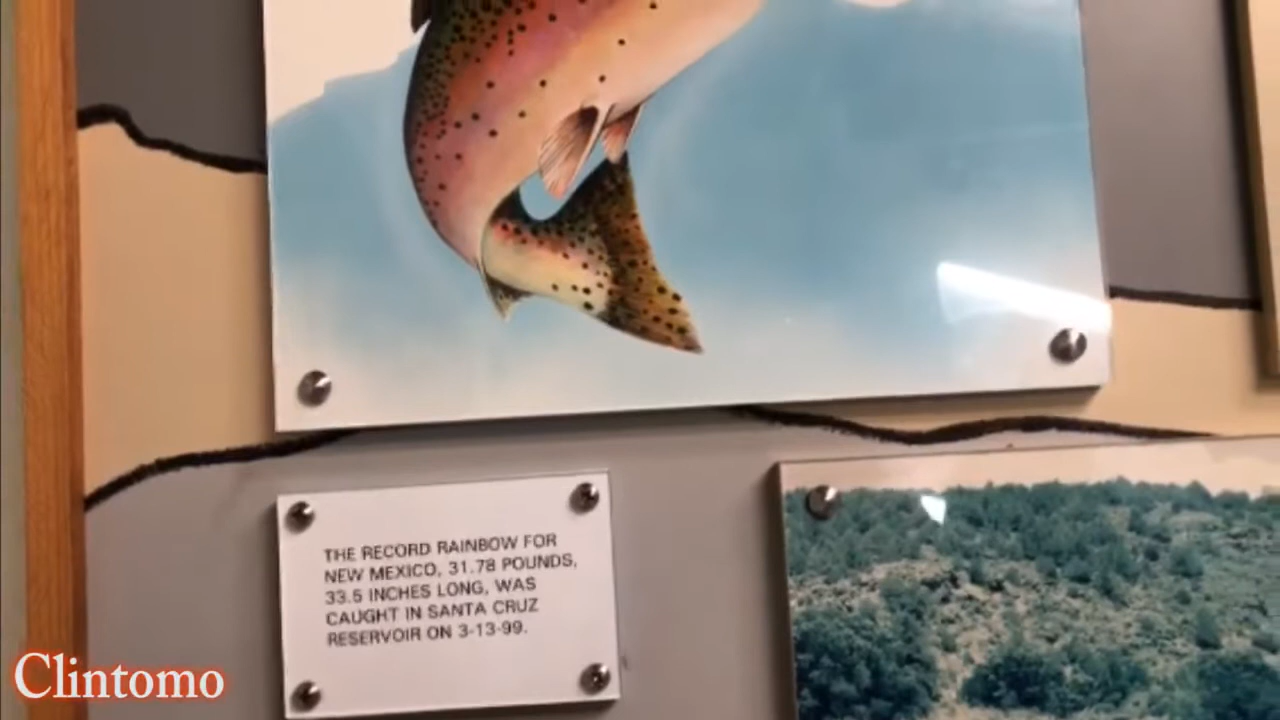 THE RECORD RAINBOW FOR
NEW MEXICO, 31.78 POUNDS,
33.5 INCHES LONG, WAS
CAUGHT IN SANTA CRUZ
RESERVOIR ON 3-13-99.
Clintomo